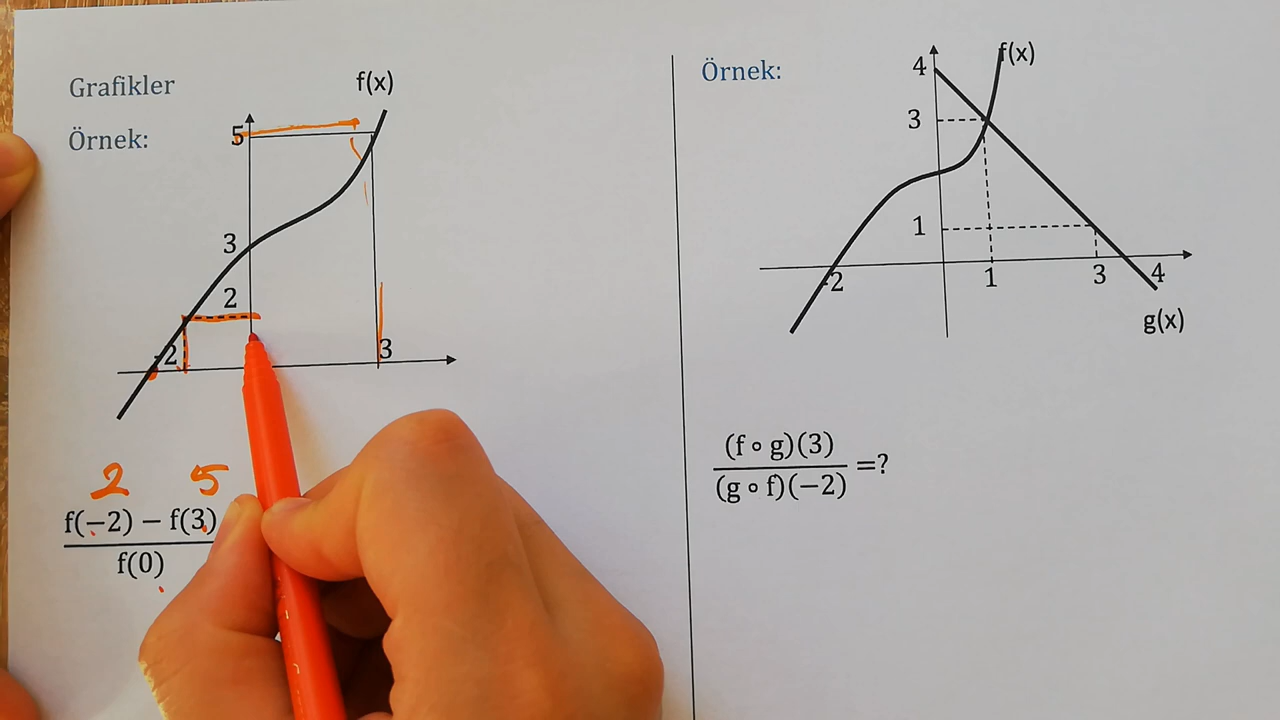 Grafikler
Örnek:
f(x)
5
3
2
-2
3
2 5
f(−2) − f(3)
f(0)
Örnek:
f(x)
4
3
1
-2
1
3
4
g(x)
(f ∘ g)(3)
(g ∘ f)(−2)
=?